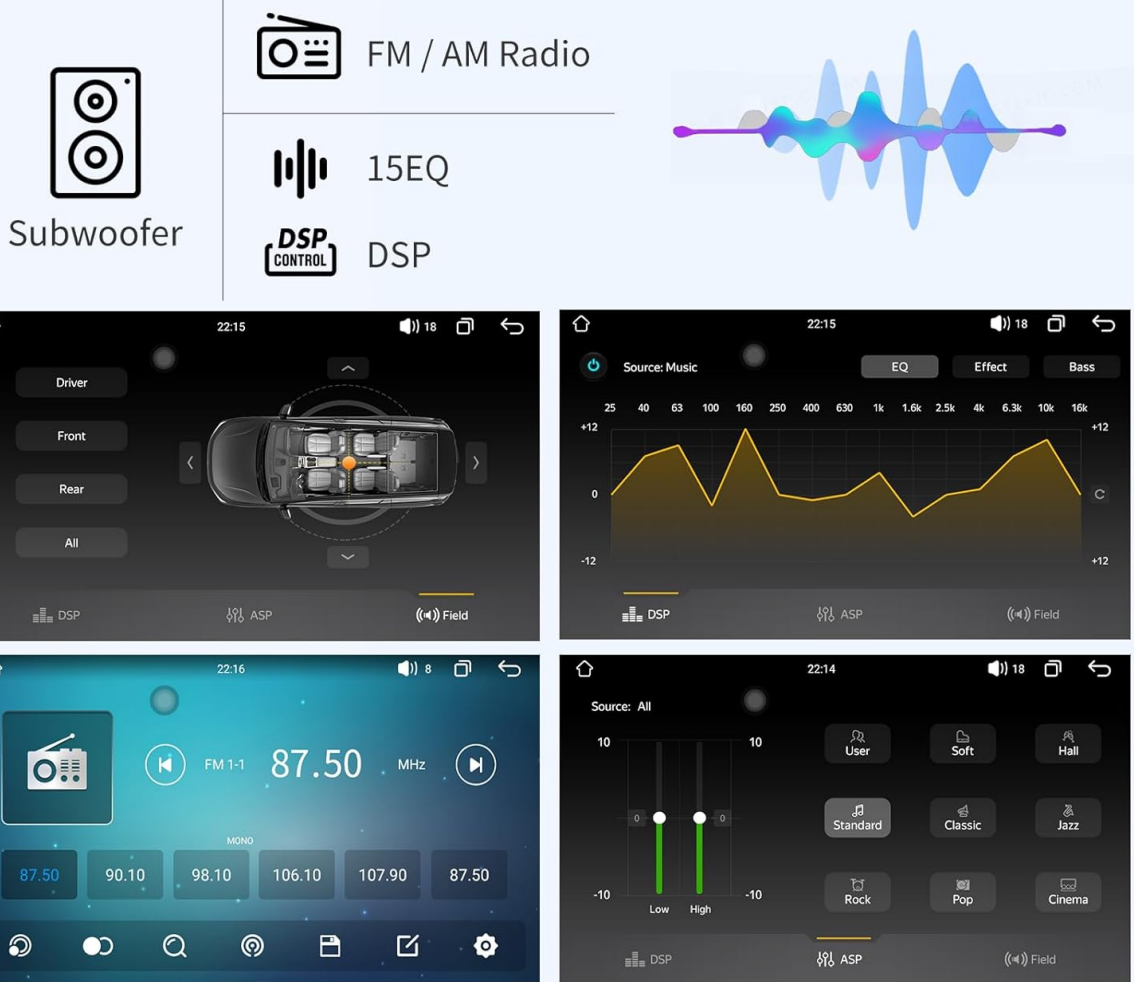 FM / AM Radio
15EQ
DSP CONTROL
DSP
Subwoofer
22:15
18
Driver
Front
Rear
All
DSP
ASP
Field
22:15
18
Source: Music
EQ
Effect
Bass
25 40 63 100 160 250 400 630 1k 1.6k 2.5k 4k 6.3k 10k 16k
+12 +12
0 C
-12 +12
DSP
ASP
Field
22:16
8
FM 1-1 87.50 MHz
MONO
87.50 90.10 98.10 106.10 107.90 87.50
22:14
18
Source: All
10 10
0 0
-10 -10
Low High
User Soft Hall
Standard Classic Jazz
Rock Pop Cinema
DSP
ASP
Field